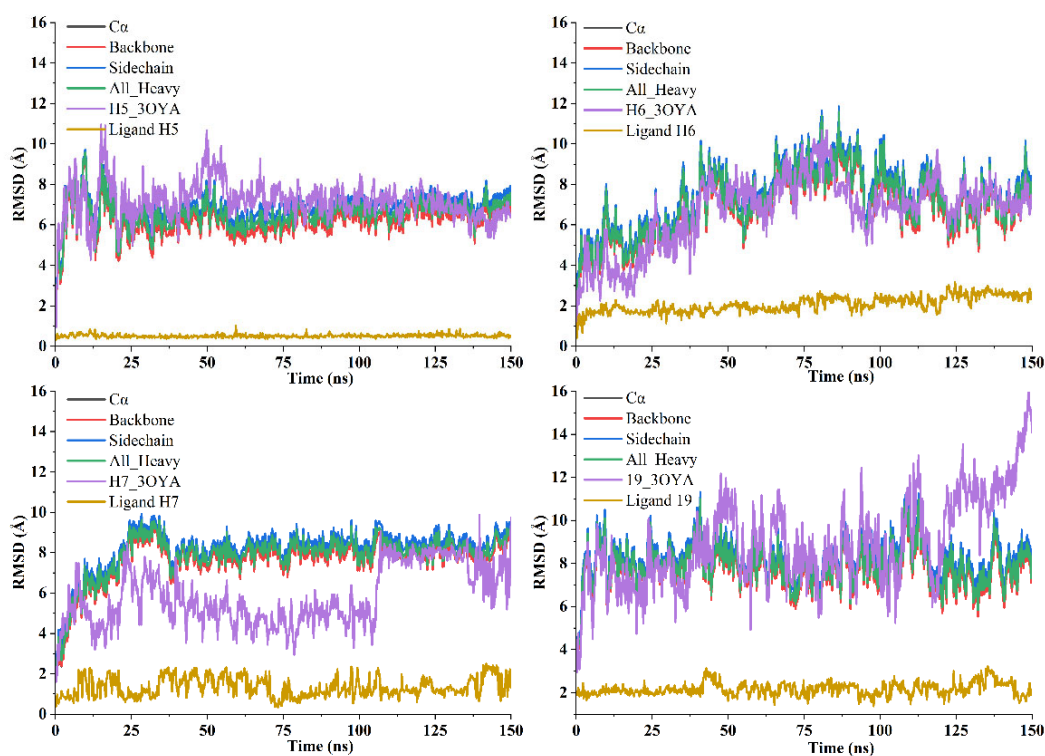 16
14
12
10
8
6
4
2
0
RMSD (Å)
Cα
Backbone
Sidechain
All_Heavy
H5_3OYA
Ligand H5
0 25 50 75 100 125 150
Time (ns)
16
14
12
10
8
6
4
2
0
RMSD (Å)
Cα
Backbone
Sidechain
All_Heavy
H6_3OYA
Ligand H6
0 25 50 75 100 125 150
Time (ns)
16
14
12
10
8
6
4
2
0
RMSD (Å)
Cα
Backbone
Sidechain
All_Heavy
H7_3OYA
Ligand H7
0 25 50 75 100 125 150
Time (ns)
16
14
12
10
8
6
4
2
RMSD (Å)
Cα
Backbone
Sidechain
All_Heavy
19_3OYA
Ligand 19
0 25 50 75 100 125 150
Time (ns)